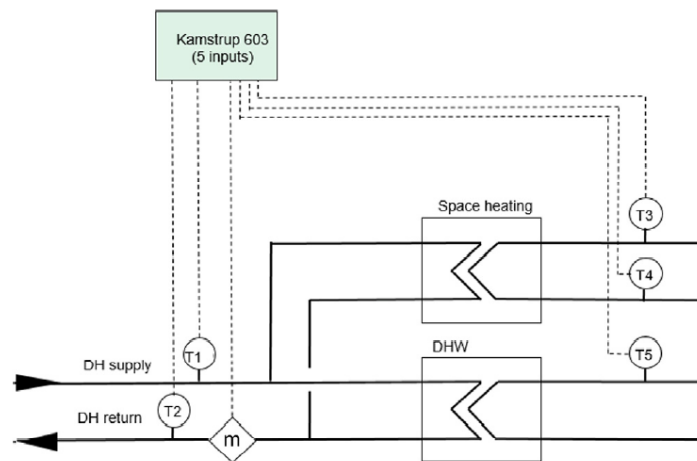 Kamstrup 603
(5 inputs)
Space heating
T3
T4
DHW
T5
DH supply
T1
DH return
T2
m